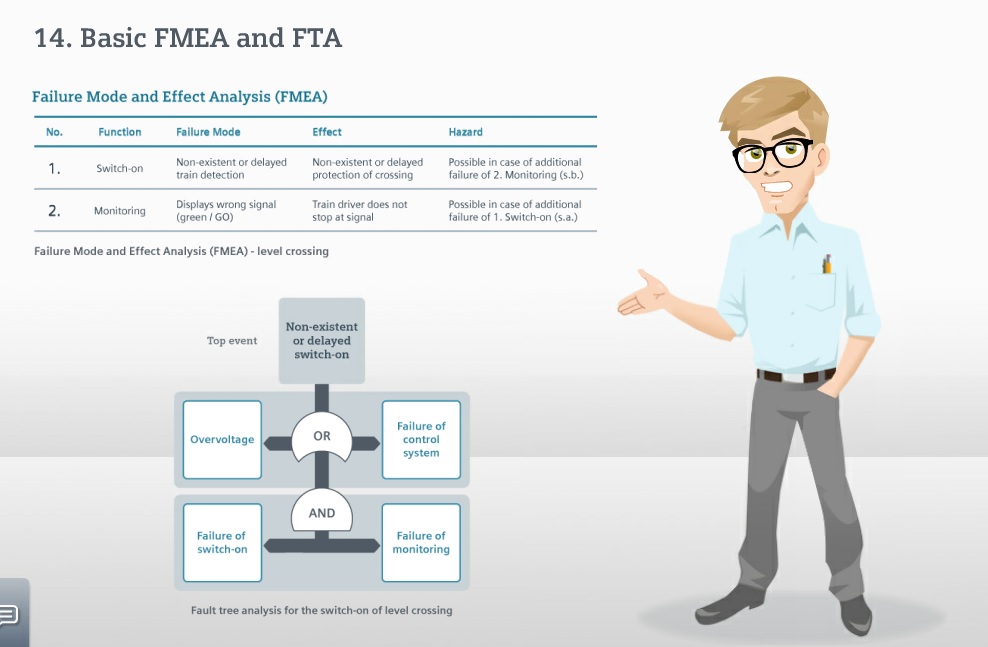 14. Basic FMEA and FTA
Failure Mode and Effect Analysis (FMEA)
No. Function Failure Mode Effect Hazard
1. Switch-on Non-existent or delayed Non-existent or delayed Possible in case of additional
train detection protection of crossing failure of 2. Monitoring (s.b.)
2. Monitoring Displays wrong signal Train driver does not Possible in case of additional
(green / GO) stop at signal failure of 1. Switch-on (s.a.)
Failure Mode and Effect Analysis (FMEA) - level crossing
Top event
Non-existent
or delayed
switch-on
Overvoltage
OR
Failure of
control
system
AND
Failure of
switch-on
Failure of
monitoring
Fault tree analysis for the switch-on of level crossing